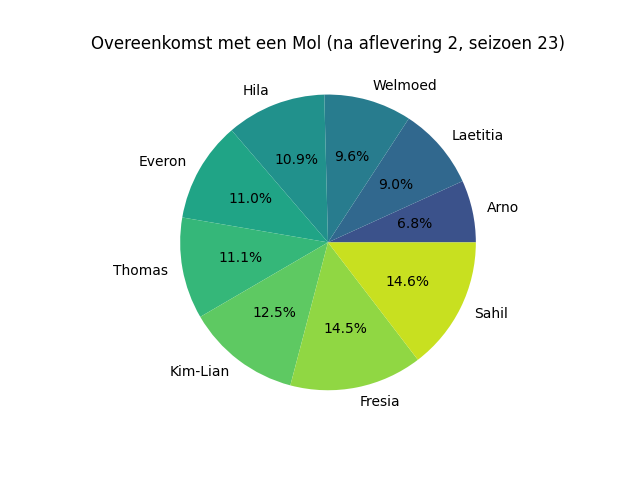 Overeenkomst met een Mol (na aflevering 2, seizoen 23)
Welmoed
Hila
Laetitia
Everon
Arno
Thomas
Sahil
Kim-Lian
Fresia
9.6%
10.9%
9.0%
11.0%
6.8%
11.1%
14.6%
12.5%
14.5%